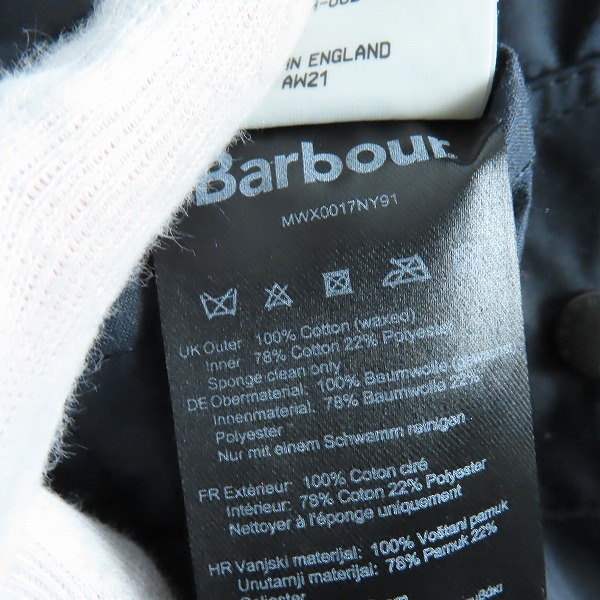 IN ENGLAND
AW21
Barbour
MWX0017NY91
UK Outer 100% Cotton (waxed)
Inner 78% Cotton 22% Polyester
Sponge clean only
DE Obermaterial: 100% Baumwolle
Innenmaterial: 78% Baumwolle 22%
Polyester
Nur mit einem Schwamm reinigen
FR Extérieur: 100% Coton ciré
Intérieur: 78% Coton 22% Polyester
Nettoyer à l'éponge uniquement
HR Vanjski materijal: 100% Voštani pamuk
Unutarnji materijal: 78% Pamuk 22%